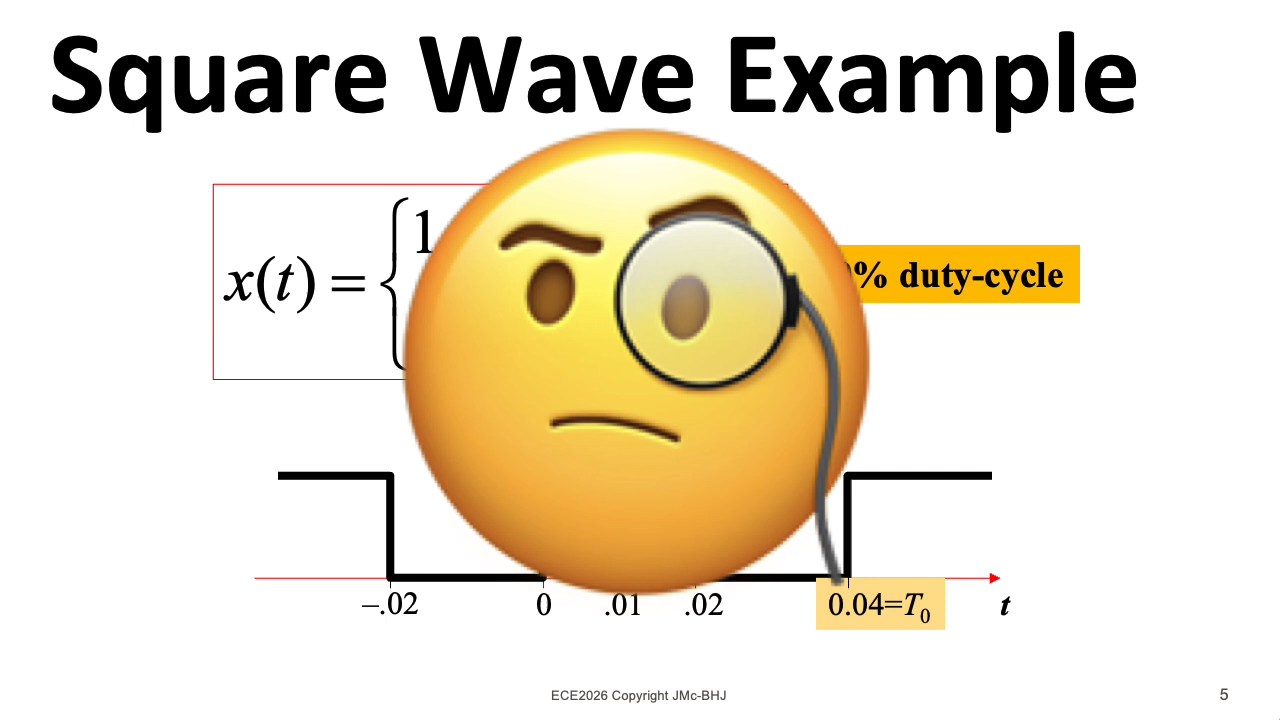 Square Wave Example
x(t) = { 1
% duty-cycle
–.02 0 .01 .02 0.04=T₀ t
ECE2026 Copyright JMc-BHJ 5